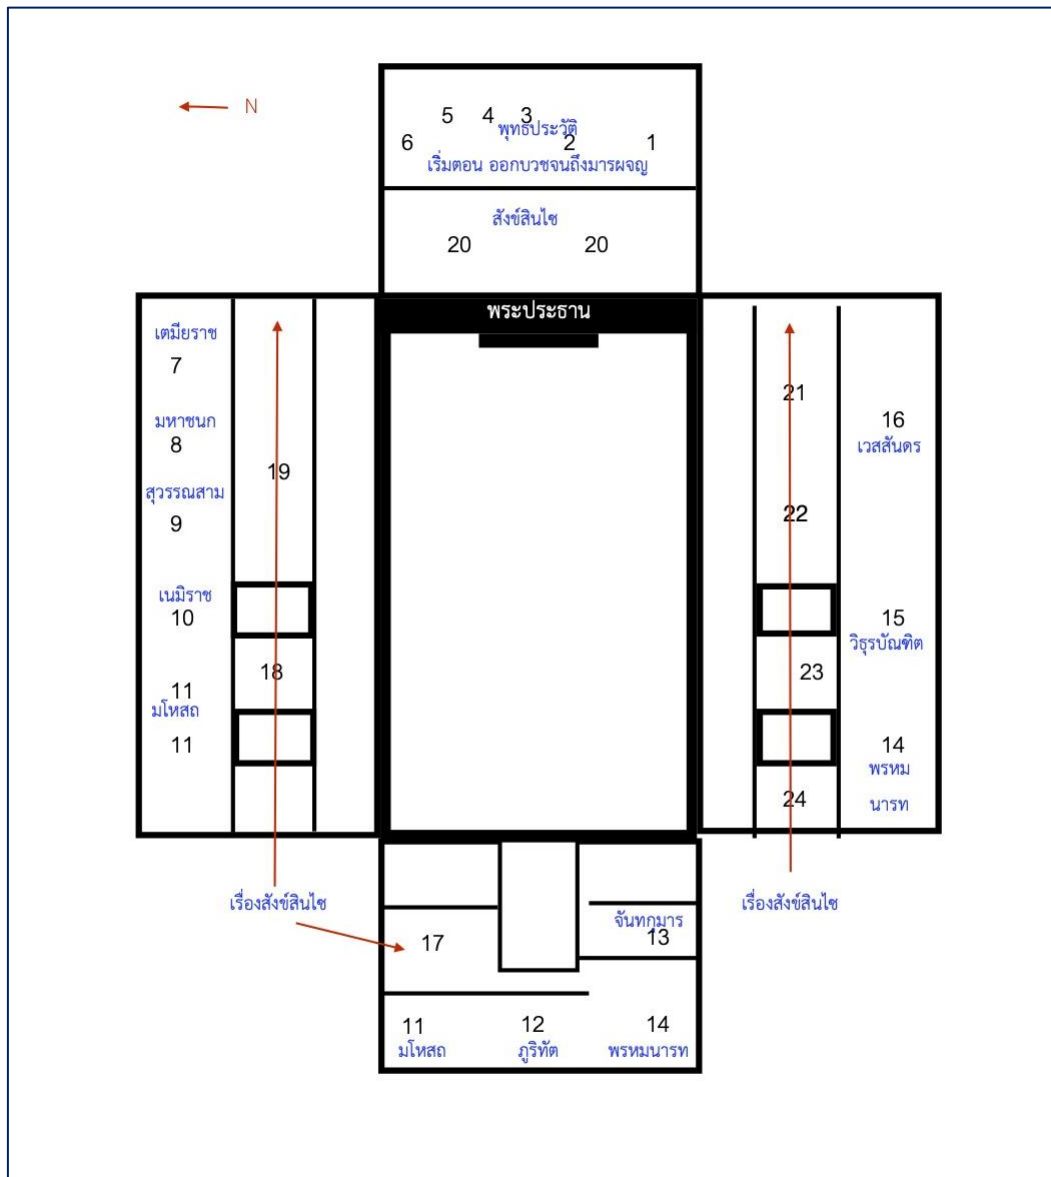 N
5 4 3
พุทธประวัติ
6 2 1
เริ่มตอน ออกบวชจนถึงมารผจญ
สังข์สินไซ
20 20
พระประธาน
เตมียราช
7
มหาชนก
8
สุวรรณสาม
9
เนมิราช
10
11
มโหสถ
11
19
18
21
22
23
24
16
เวสสันดร
15
วิธุรบัณฑิต
14
พรหม
นารท
เรื่องสังข์สินไซ
เรื่องสังข์สินไซ
17
จันทกุมาร
13
11
มโหสถ
12
ภูริทัต
14
พรหมนารท